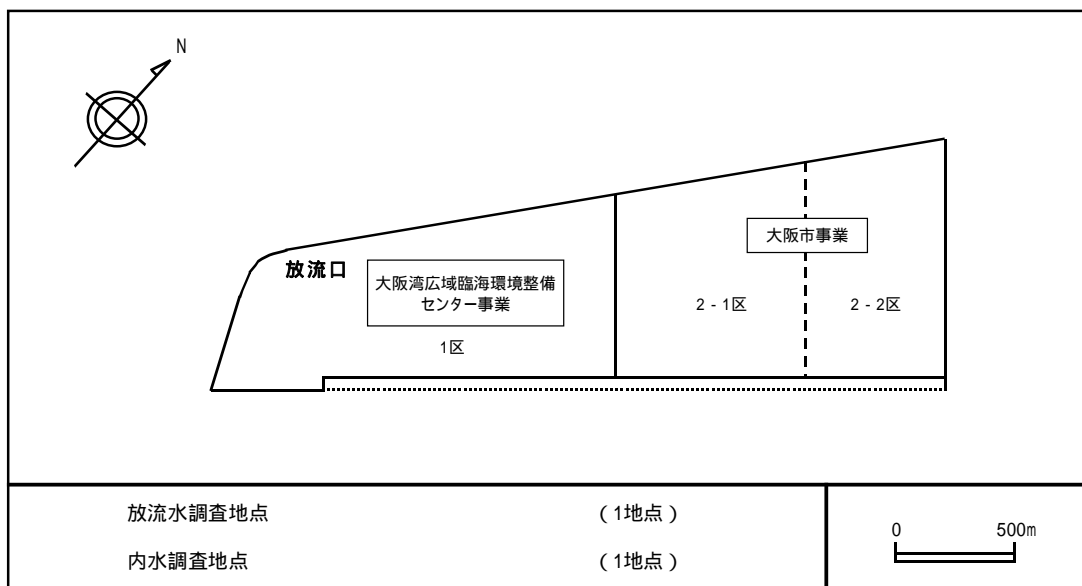 N
大阪市事業
放流口
大阪湾広域臨海環境整備
センター事業
2-1区
2-2区
1区
放流水調査地点 (1地点)
内水調査地点 (1地点)
0 500m